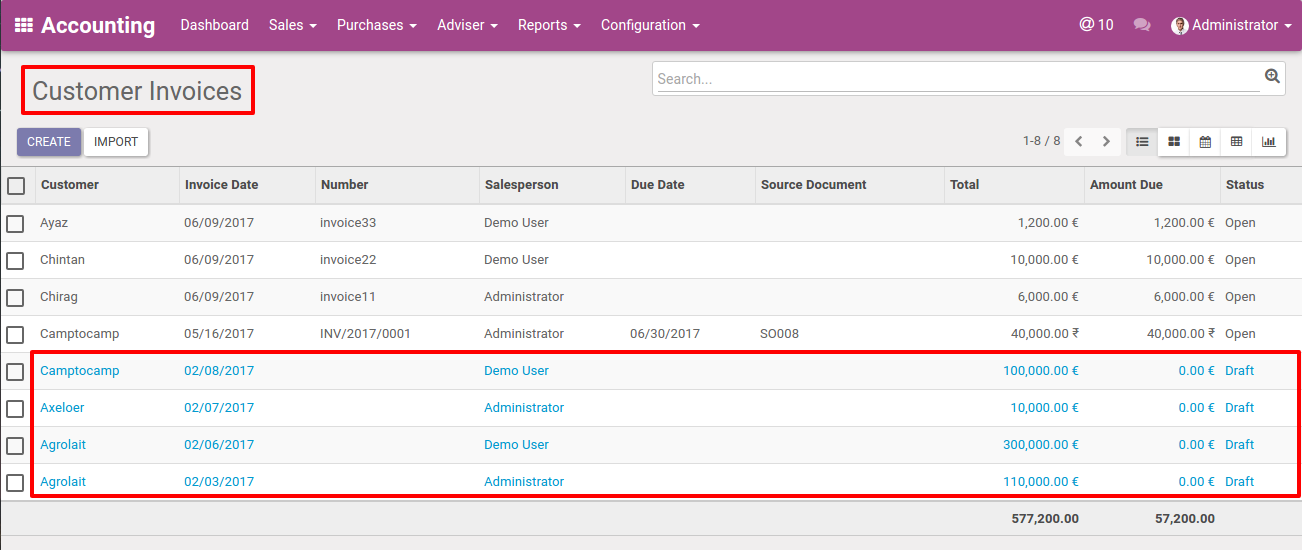 Accounting Dashboard Sales Purchases Adviser Reports Configuration @ 10 Administrator
Customer Invoices
Search...
CREATE IMPORT 1-8 / 8
Customer Invoice Date Number Salesperson Due Date Source Document Total Amount Due Status
Ayaz 06/09/2017 invoice33 Demo User 1,200.00 € 1,200.00 € Open
Chintan 06/09/2017 invoice22 Demo User 10,000.00 € 10,000.00 € Open
Chirag 06/09/2017 invoice11 Administrator 6,000.00 € 6,000.00 € Open
Camptocamp 05/16/2017 INV/2017/0001 Administrator 06/30/2017 SO008 40,000.00 ₹ 40,000.00 ₹ Open
Camptocamp 02/08/2017 Demo User 100,000.00 € 0.00 € Draft
Axeloer 02/07/2017 Administrator 10,000.00 € 0.00 € Draft
Agrolait 02/06/2017 Demo User 300,000.00 € 0.00 € Draft
Agrolait 02/03/2017 Administrator 110,000.00 € 0.00 € Draft
577,200.00 57,200.00